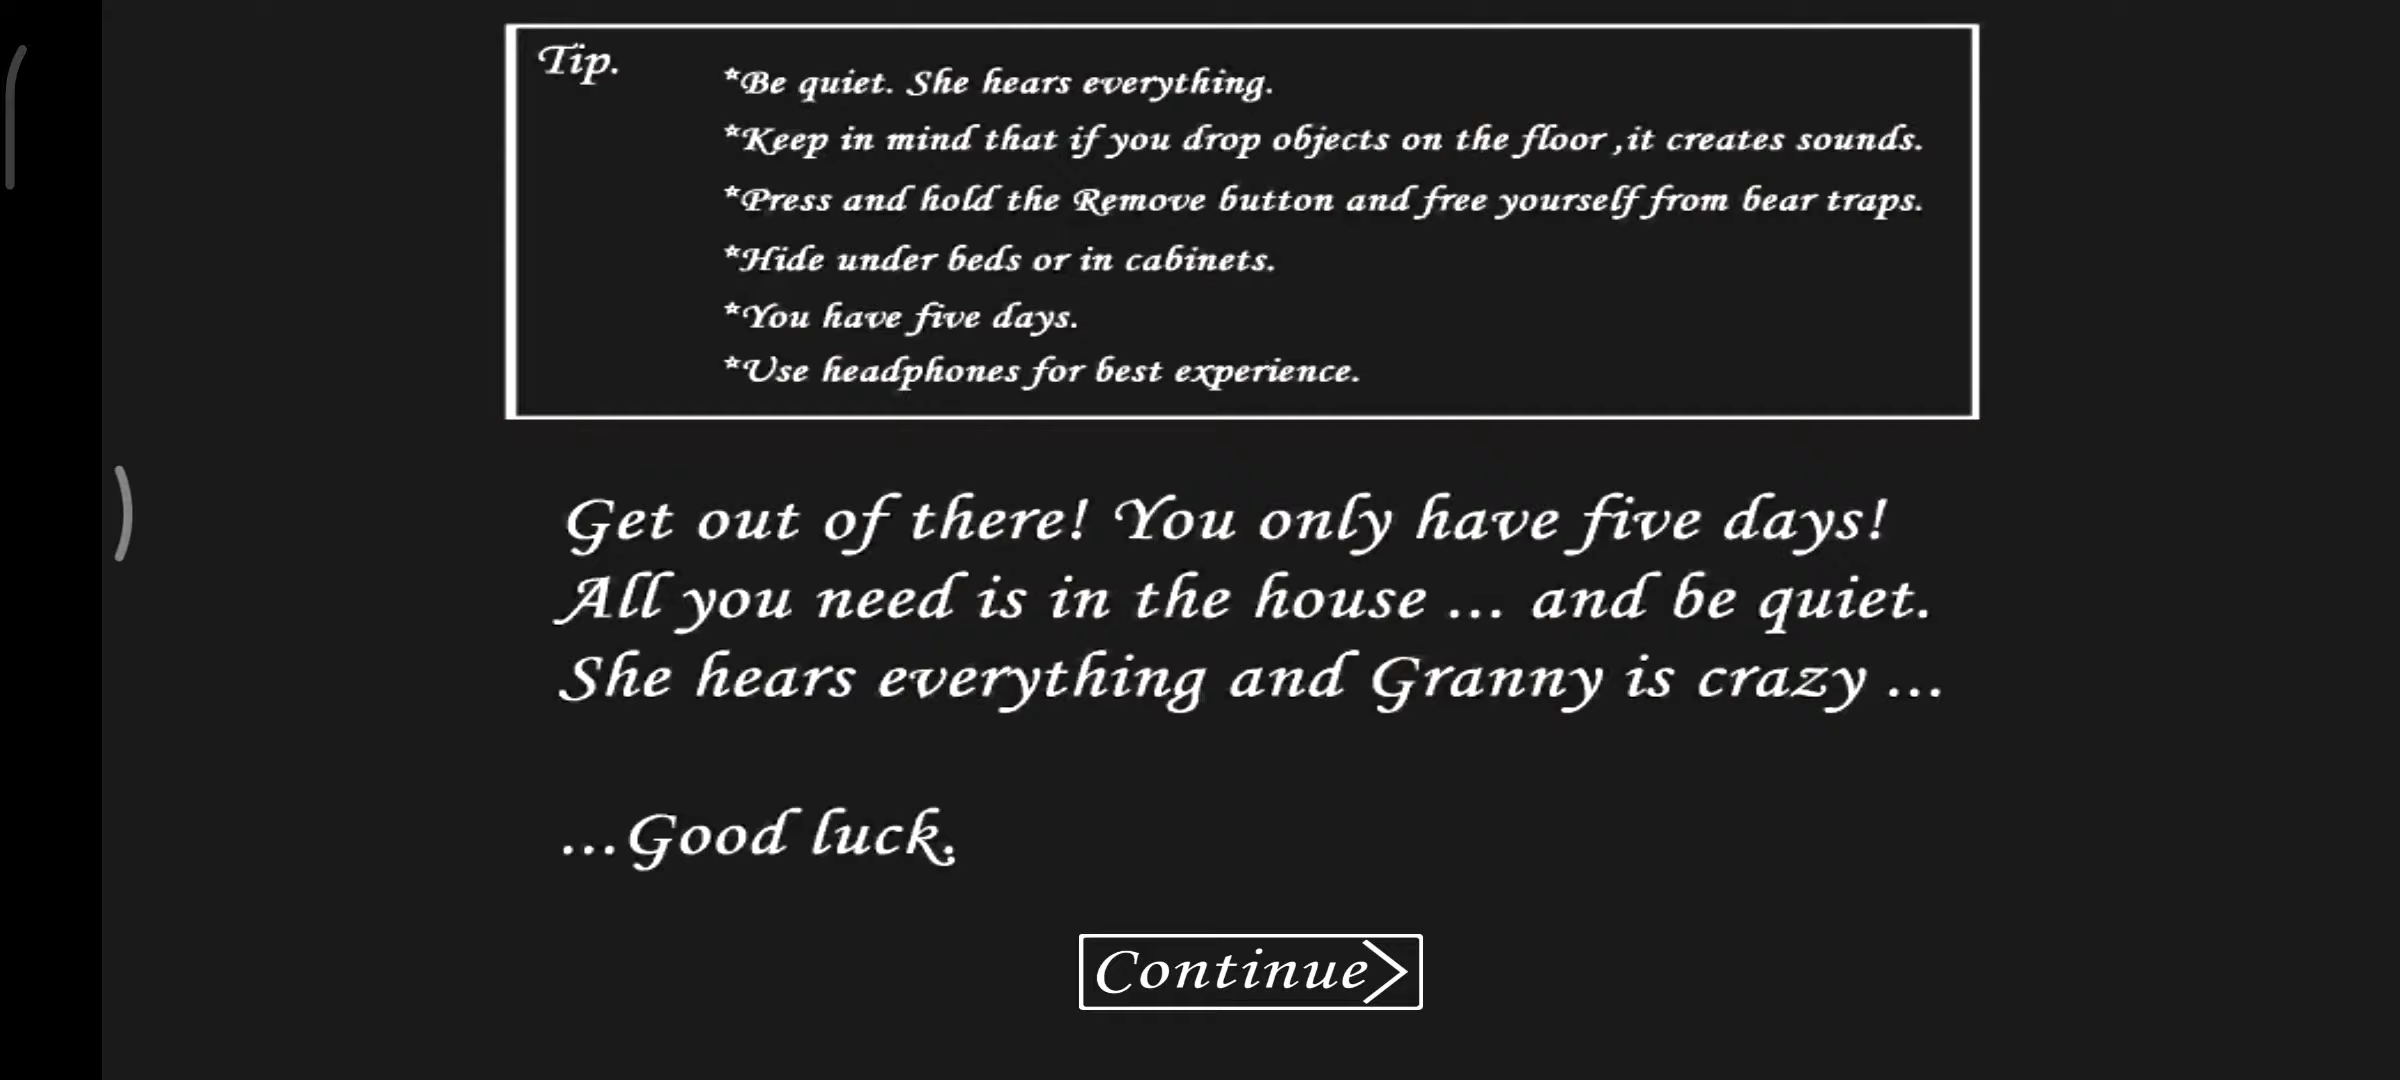 Tip.
*Be quiet. She hears everything.
*Keep in mind that if you drop objects on the floor ,it creates sounds.
*Press and hold the Remove button and free yourself from bear traps.
*Hide under beds or in cabinets.
*You have five days.
*Use headphones for best experience.
Get out of there! You only have five days!
All you need is in the house ... and be quiet.
She hears everything and Granny is crazy ...
...Good luck.
Continue>